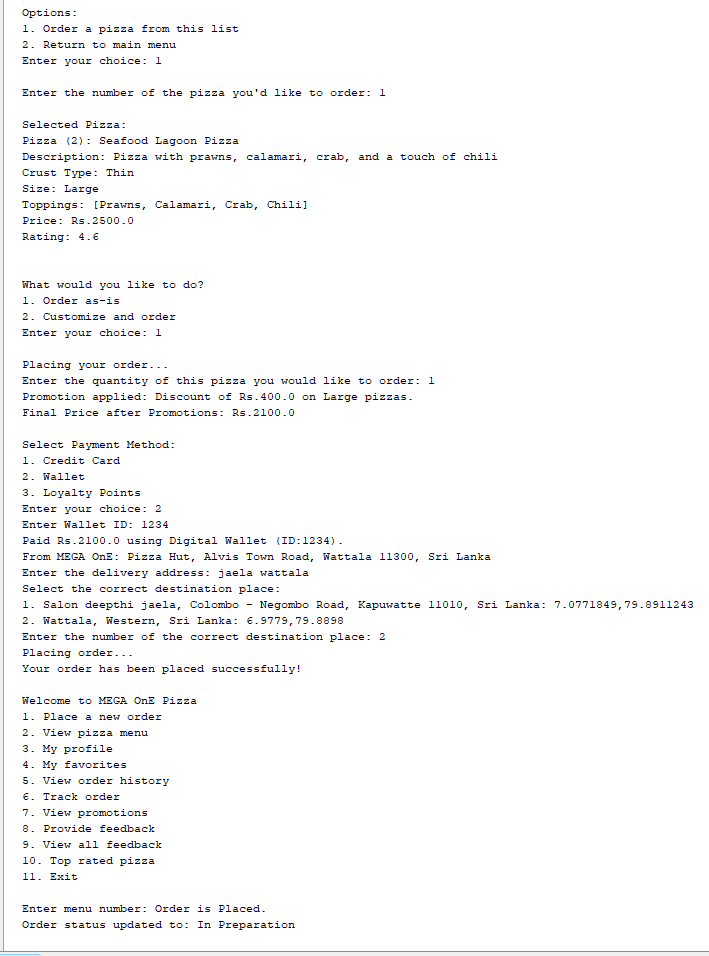 Options:
1. Order a pizza from this list
2. Return to main menu
Enter your choice: 1
Enter the number of the pizza you'd like to order: 1
Selected Pizza:
Pizza (2): Seafood Lagoon Pizza
Description: Pizza with prawns, calamari, crab, and a touch of chili
Crust Type: Thin
Size: Large
Toppings: [Prawns, Calamari, Crab, Chili]
Price: Rs.2500.0
Rating: 4.6
What would you like to do?
1. Order as-is
2. Customize and order
Enter your choice: 1
Placing your order...
Enter the quantity of this pizza you would like to order: 1
Promotion applied: Discount of Rs.400.0 on Large pizzas.
Final Price after Promotions: Rs.2100.0
Select Payment Method:
1. Credit Card
2. Wallet
3. Loyalty Points
Enter your choice: 2
Enter Wallet ID: 1234
Paid Rs.2100.0 using Digital Wallet (ID:1234).
From MEGA OnE: Pizza Hut, Alvis Town Road, Wattala 11300, Sri Lanka
Enter the delivery address: jaela wattala
Select the correct destination place:
1. Salon deepthi jaela, Colombo - Negombo Road, Kapuwatte 11010, Sri Lanka: 7.0771849,79.8911243
2. Wattala, Western, Sri Lanka: 6.9779,79.8898
Enter the number of the correct destination place: 2
Placing order...
Your order has been placed successfully!
Welcome to MEGA OnE Pizza
1. Place a new order
2. View pizza menu
3. My profile
4. My favorites
5. View order history
6. Track order
7. View promotions
8. Provide feedback
9. View all feedback
10. Top rated pizza
11. Exit
Enter menu number: Order is Placed.
Order status updated to: In Preparation